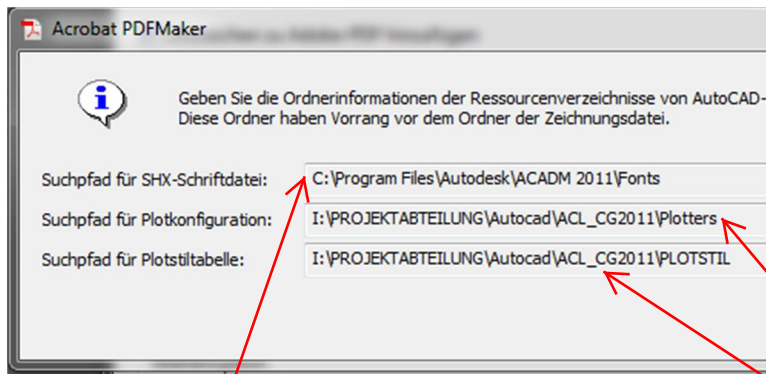 Acrobat PDFMaker
Geben Sie die Ordnerinformationen der Ressourcenverzeichnisse von AutoCAD-
Diese Ordner haben Vorrang vor dem Ordner der Zeichnungsdatei.
Suchpfad für SHX-Schriftdatei: C:\Program Files\Autodesk\ACADM 2011\Fonts
Suchpfad für Plotkonfiguration: I:\PROJEKTABTEILUNG\Autocad\ACL_CG2011\Plotters
Suchpfad für Plotstiltabelle: I:\PROJEKTABTEILUNG\Autocad\ACL_CG2011\PLOTSTIL